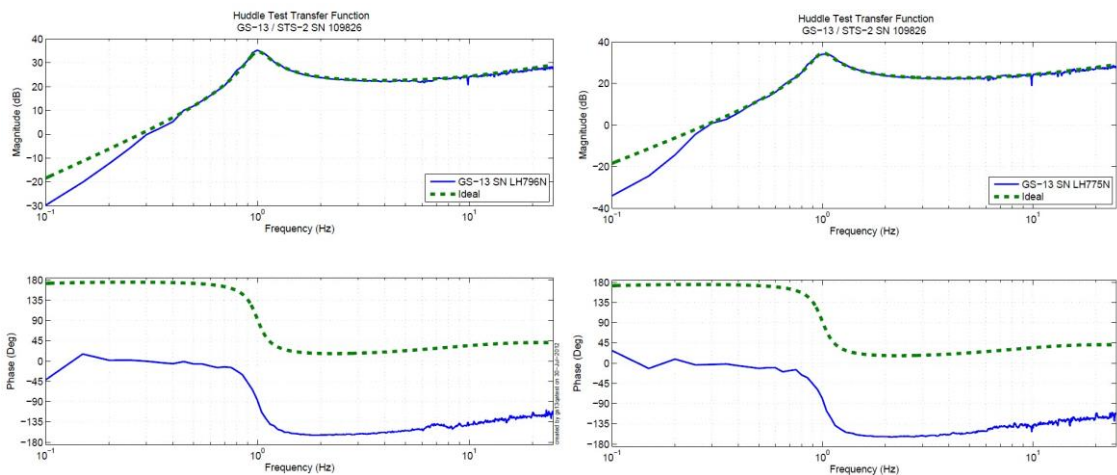 Huddle Test Transfer Function
GS-13 / STS-2 SN 109826
40
30
20
10
0
-10
-20
-30
Magnitude (dB)
GS-13 SN LH796N
Ideal
10^-1
10^0
10^1
Frequency (Hz)
180
135
90
45
0
-45
-90
-135
-180
Phase (Deg)
10^-1
10^0
10^1
Frequency (Hz)
Huddle Test Transfer Function
GS-13 / STS-2 SN 109826
40
20
0
-20
-40
Magnitude (dB)
GS-13 SN LH775N
Ideal
10^-1
10^0
10^1
Frequency (Hz)
180
135
90
45
0
-45
-90
-135
-180
Phase (Deg)
10^-1
10^0
10^1
Frequency (Hz)